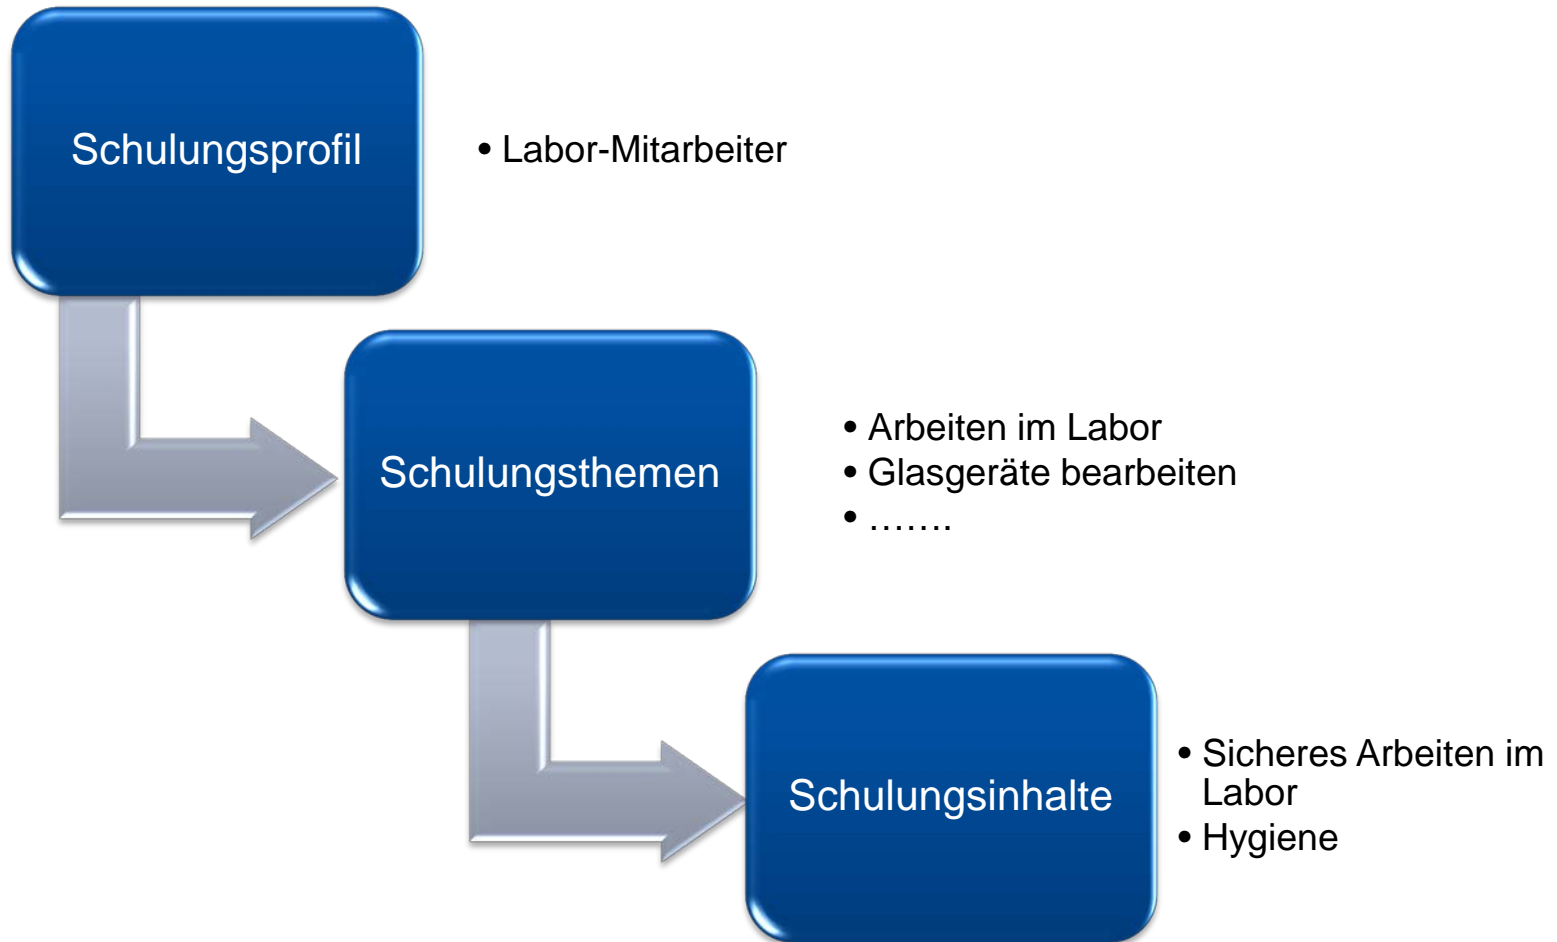 Schulungsprofil
• Labor-Mitarbeiter
Schulungsthemen
• Arbeiten im Labor
• Glasgeräte bearbeiten
• …….
Schulungsinhalte
• Sicheres Arbeiten im
Labor
• Hygiene